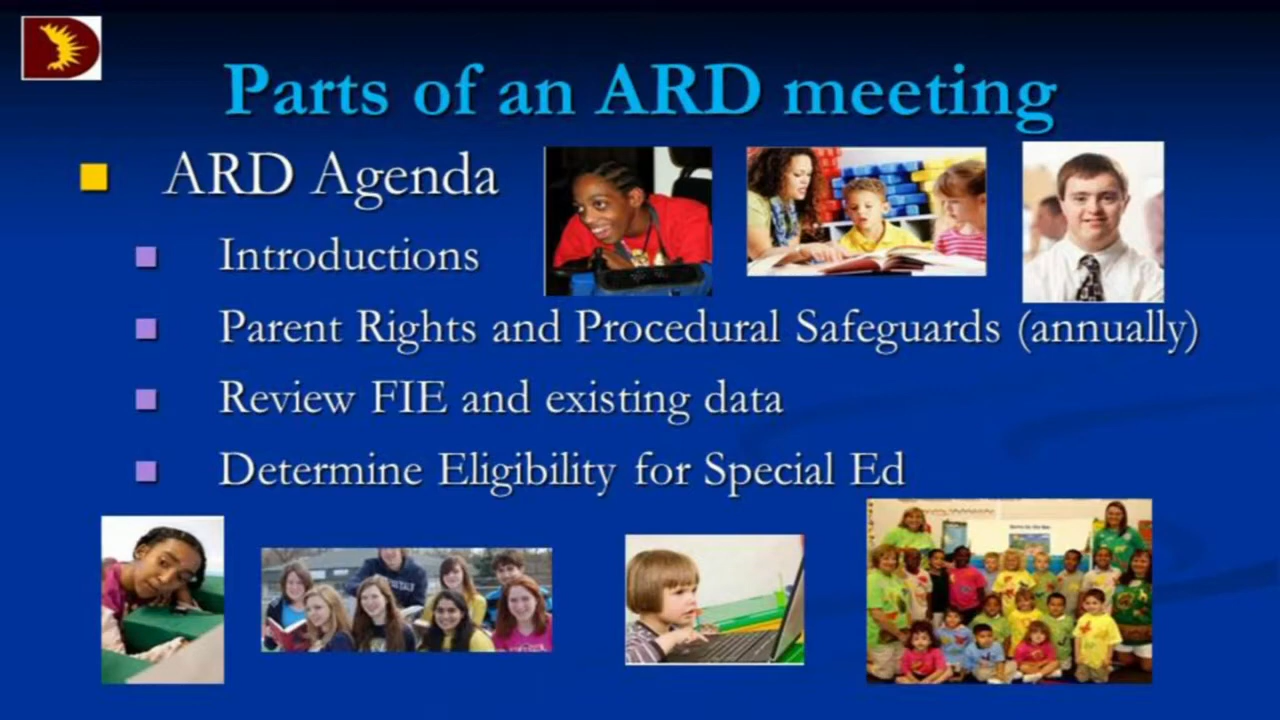 Parts of an ARD meeting
ARD Agenda
Introductions
Parent Rights and Procedural Safeguards (annually)
Review FIE and existing data
Determine Eligibility for Special Ed